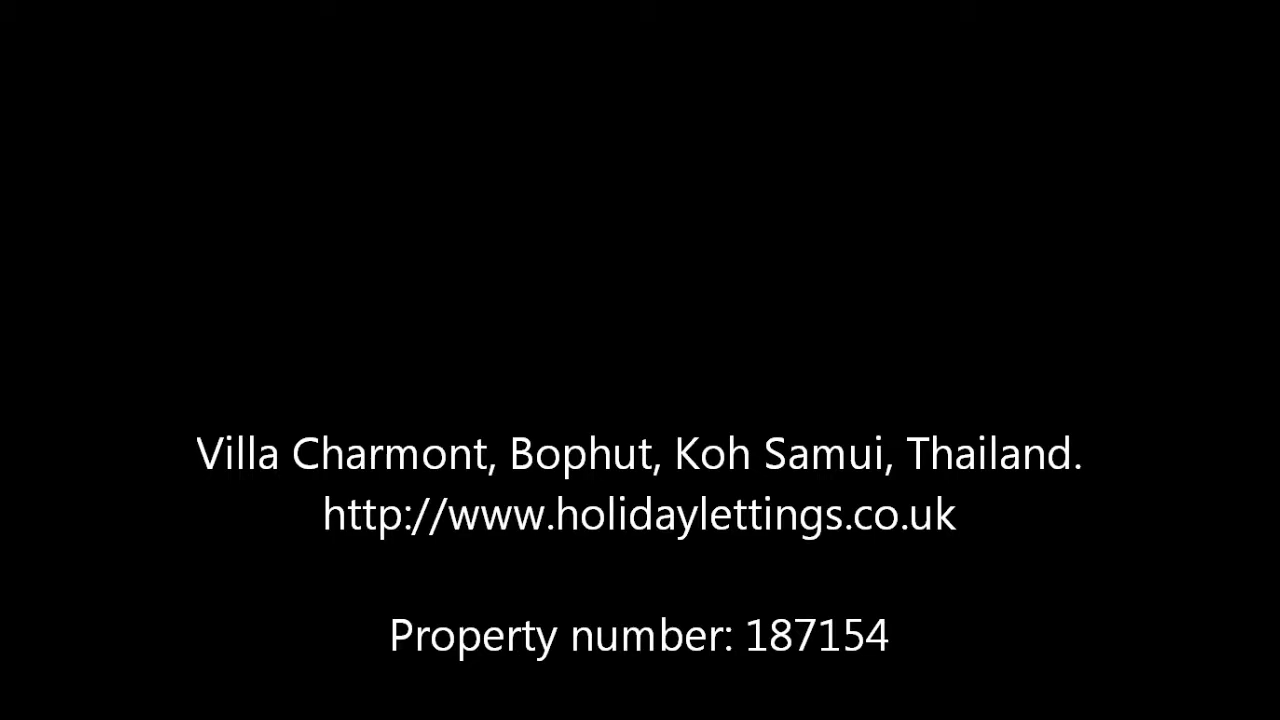 Villa Charmont, Bophut, Koh Samui, Thailand.
http://www.holidaylettings.co.uk
Property number: 187154